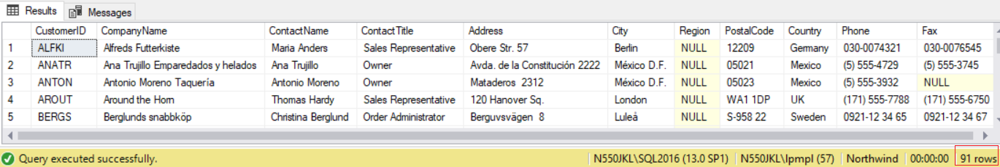 Results Messages
CustomerID CompanyName ContactName ContactTitle Address City Region PostalCode Country Phone Fax
1 ALFKI Alfreds Futterkiste Maria Anders Sales Representative Obere Str. 57 Berlin NULL 12209 Germany 030-0074321 030-0076545
2 ANATR Ana Trujillo Emparedados y helados Ana Trujillo Owner Avda. de la Constitución 2222 México D.F. NULL 05021 Mexico (5) 555-4729 (5) 555-3745
3 ANTON Antonio Moreno Taquería Antonio Moreno Owner Mataderos 2312 México D.F. NULL 05023 Mexico (5) 555-3932 NULL
4 AROUT Around the Horn Thomas Hardy Sales Representative 120 Hanover Sq. London NULL WA1 1DP UK (171) 555-7788 (171) 555-6750
5 BERGS Berglunds snabbköp Christina Berglund Order Administrator Berguvsvägen 8 Luleå NULL S-958 22 Sweden 0921-12 34 65 0921-12 34 67
Query executed successfully. N550JKL\SQL2016 (13.0 SP1) N550JKL\lpmpl (57) Northwind 00:00:00 91 rows